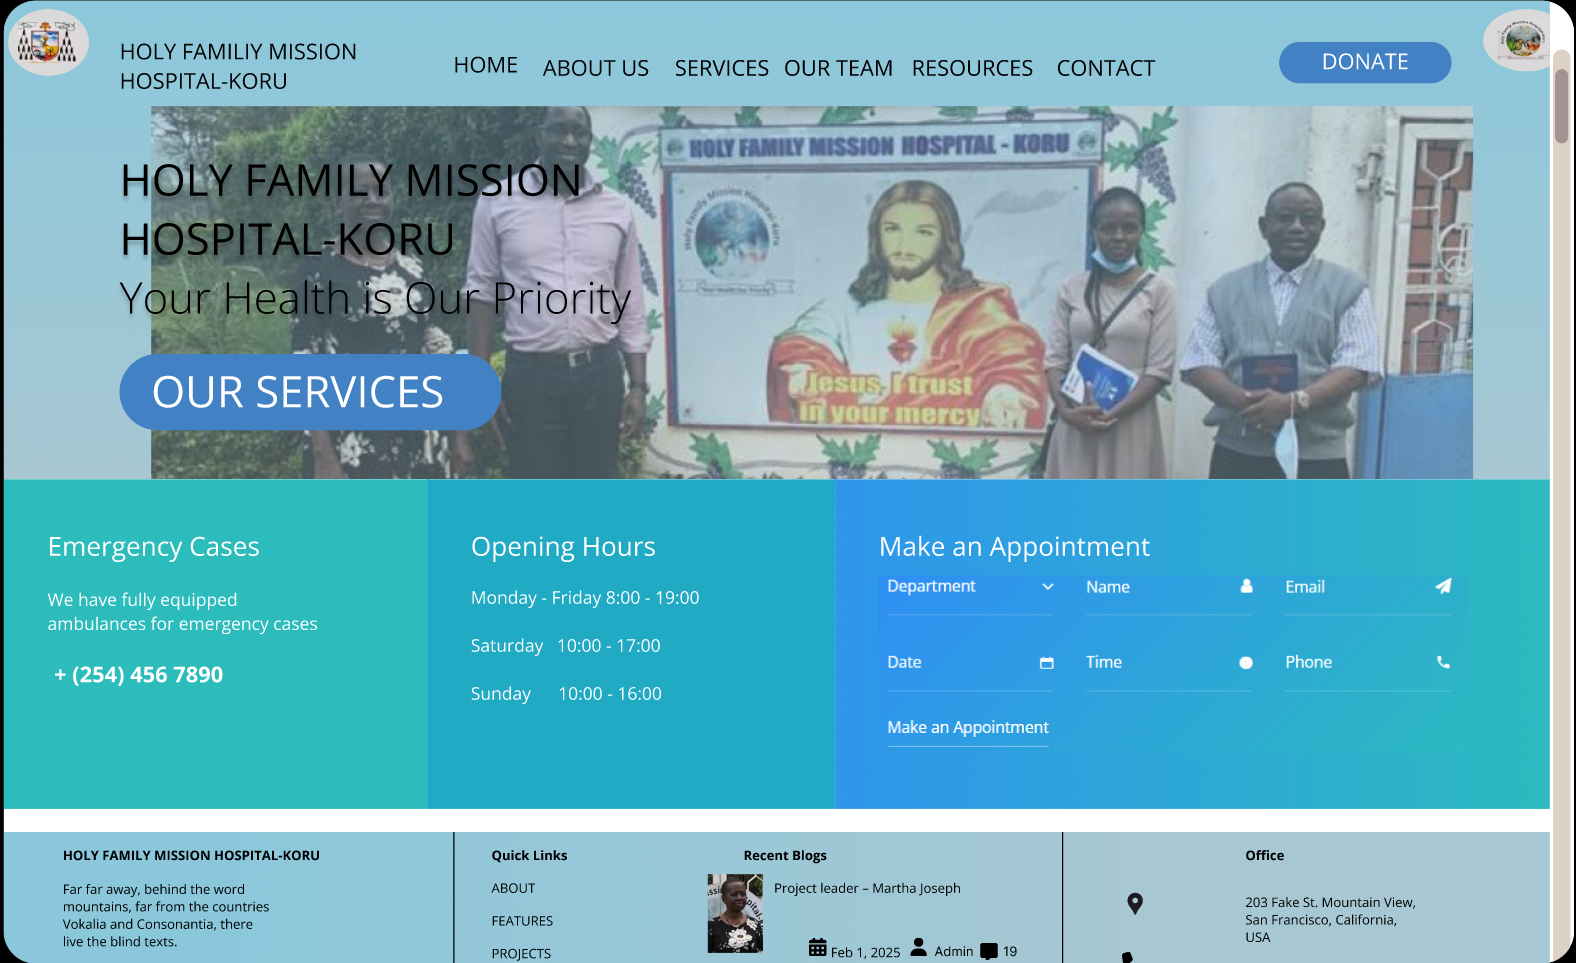 HOLY FAMILIY MISSION
HOSPITAL-KORU
HOME ABOUT US SERVICES OUR TEAM RESOURCES CONTACT
DONATE
HOLY FAMILY MISSION HOSPITAL - KORU
HOLY FAMILY MISSION
HOSPITAL-KORU
Your Health is Our Priority
Holy Family Mission Hospital-Koru
Jesus, I trust
in your mercy
OUR SERVICES
Emergency Cases
We have fully equipped
ambulances for emergency cases
+ (254) 456 7890
Opening Hours
Monday - Friday 8:00 - 19:00
Saturday 10:00 - 17:00
Sunday 10:00 - 16:00
Make an Appointment
Department Name Email
Date Time Phone
Make an Appointment
HOLY FAMILY MISSION HOSPITAL-KORU
Far far away, behind the word
mountains, far from the countries
Vokalia and Consonantia, there
live the blind texts.
Quick Links
ABOUT
FEATURES
PROJECTS
Recent Blogs
Project leader – Martha Joseph
Feb 1, 2025 Admin 19
Office
203 Fake St. Mountain View,
San Francisco, California,
USA